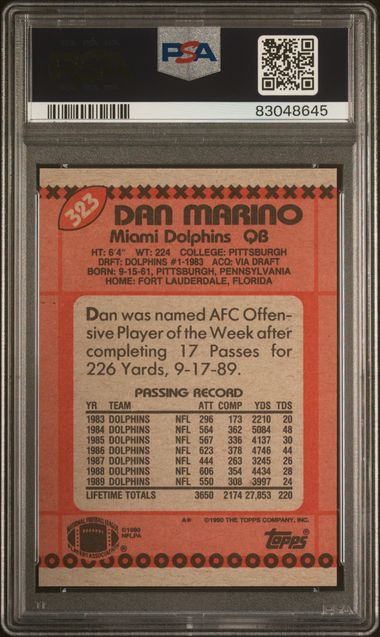 PSA
83048645
323
DAN MARINO
Miami Dolphins QB
HT: 6'4" WT: 224 COLLEGE: PITTSBURGH
DRFT: DOLPHINS #1-1983 ACQ: VIA DRAFT
BORN: 9-15-61, PITTSBURGH, PENNSYLVANIA
HOME: FORT LAUDERDALE, FLORIDA
Dan was named AFC Offen-
sive Player of the Week after
completing 17 Passes for
226 Yards, 9-17-89.
PASSING RECORD
YR TEAM ATT COMP YDS TDS
1983 DOLPHINS NFL 296 173 2210 20
1984 DOLPHINS NFL 564 362 5084 48
1985 DOLPHINS NFL 567 336 4137 30
1986 DOLPHINS NFL 623 378 4746 44
1987 DOLPHINS NFL 444 263 3245 26
1988 DOLPHINS NFL 606 354 4434 28
1989 DOLPHINS NFL 550 308 3997 24
LIFETIME TOTALS 3650 2174 27,853 220
A* ©1990 THE TOPPS COMPANY, INC.
NATIONAL FOOTBALL LEAGUE
PLAYERS ASSOCIATION
©1990
NFLPA
topps